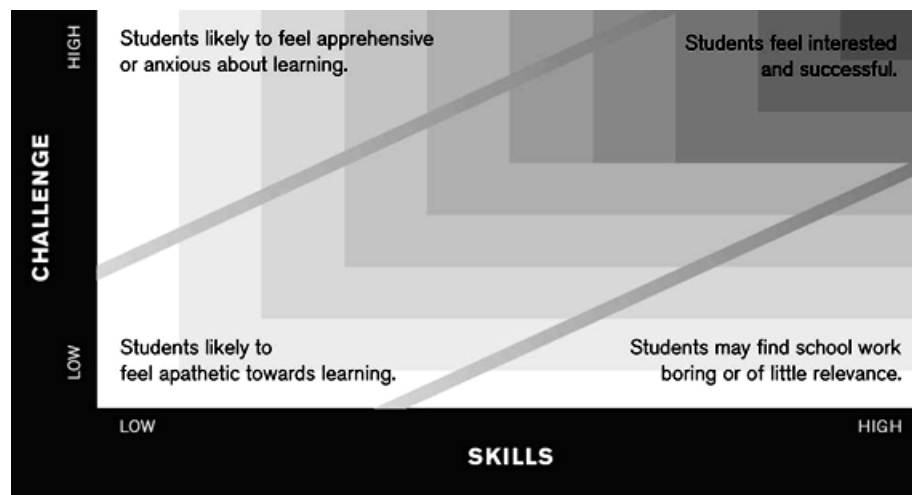 HIGH
Students likely to feel apprehensive
or anxious about learning.
Students feel interested
and successful.
CHALLENGE
LOW
Students likely to
feel apathetic towards learning.
Students may find school work
boring or of little relevance.
LOW
HIGH
SKILLS